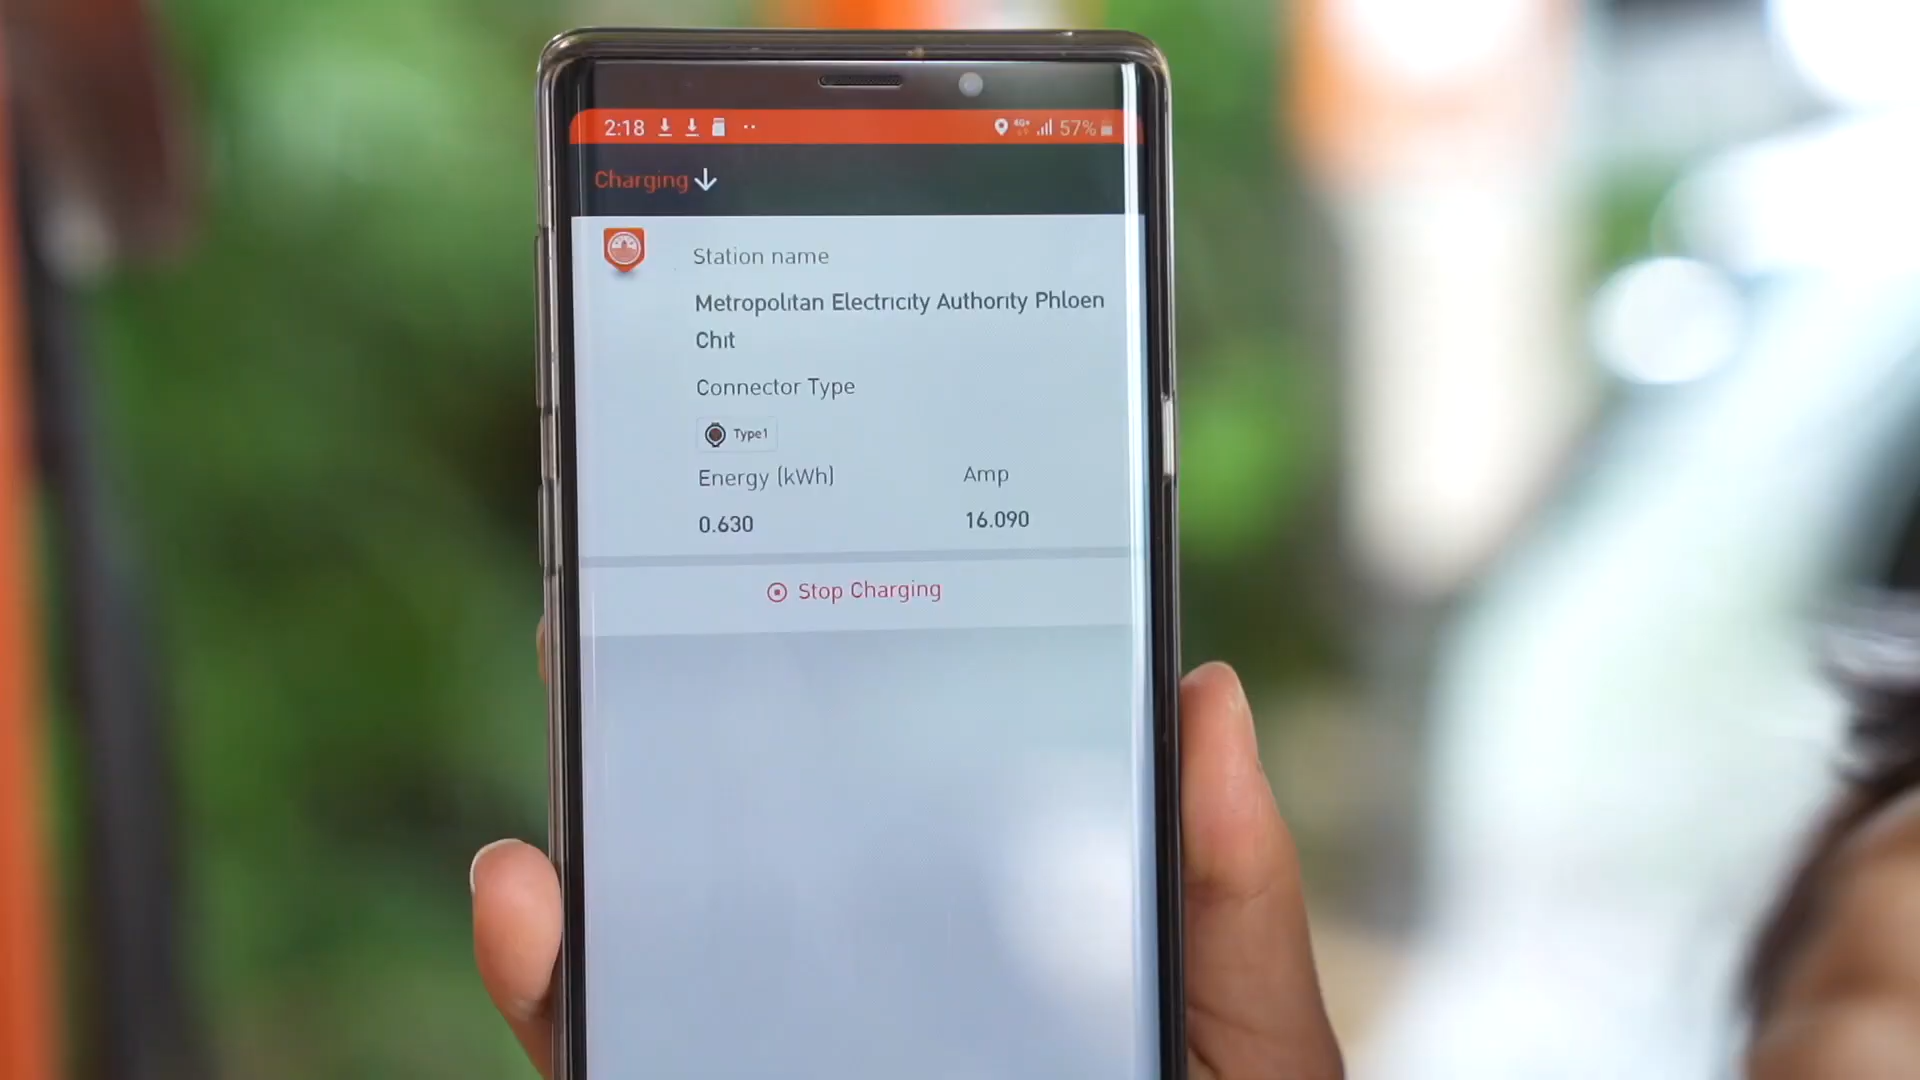 2:18 4G+ 57%
Charging
Station name
Metropolitan Electricity Authority Phloen
Chit
Connector Type
Type1
Energy (kWh) Amp
0.630 16.090
Stop Charging